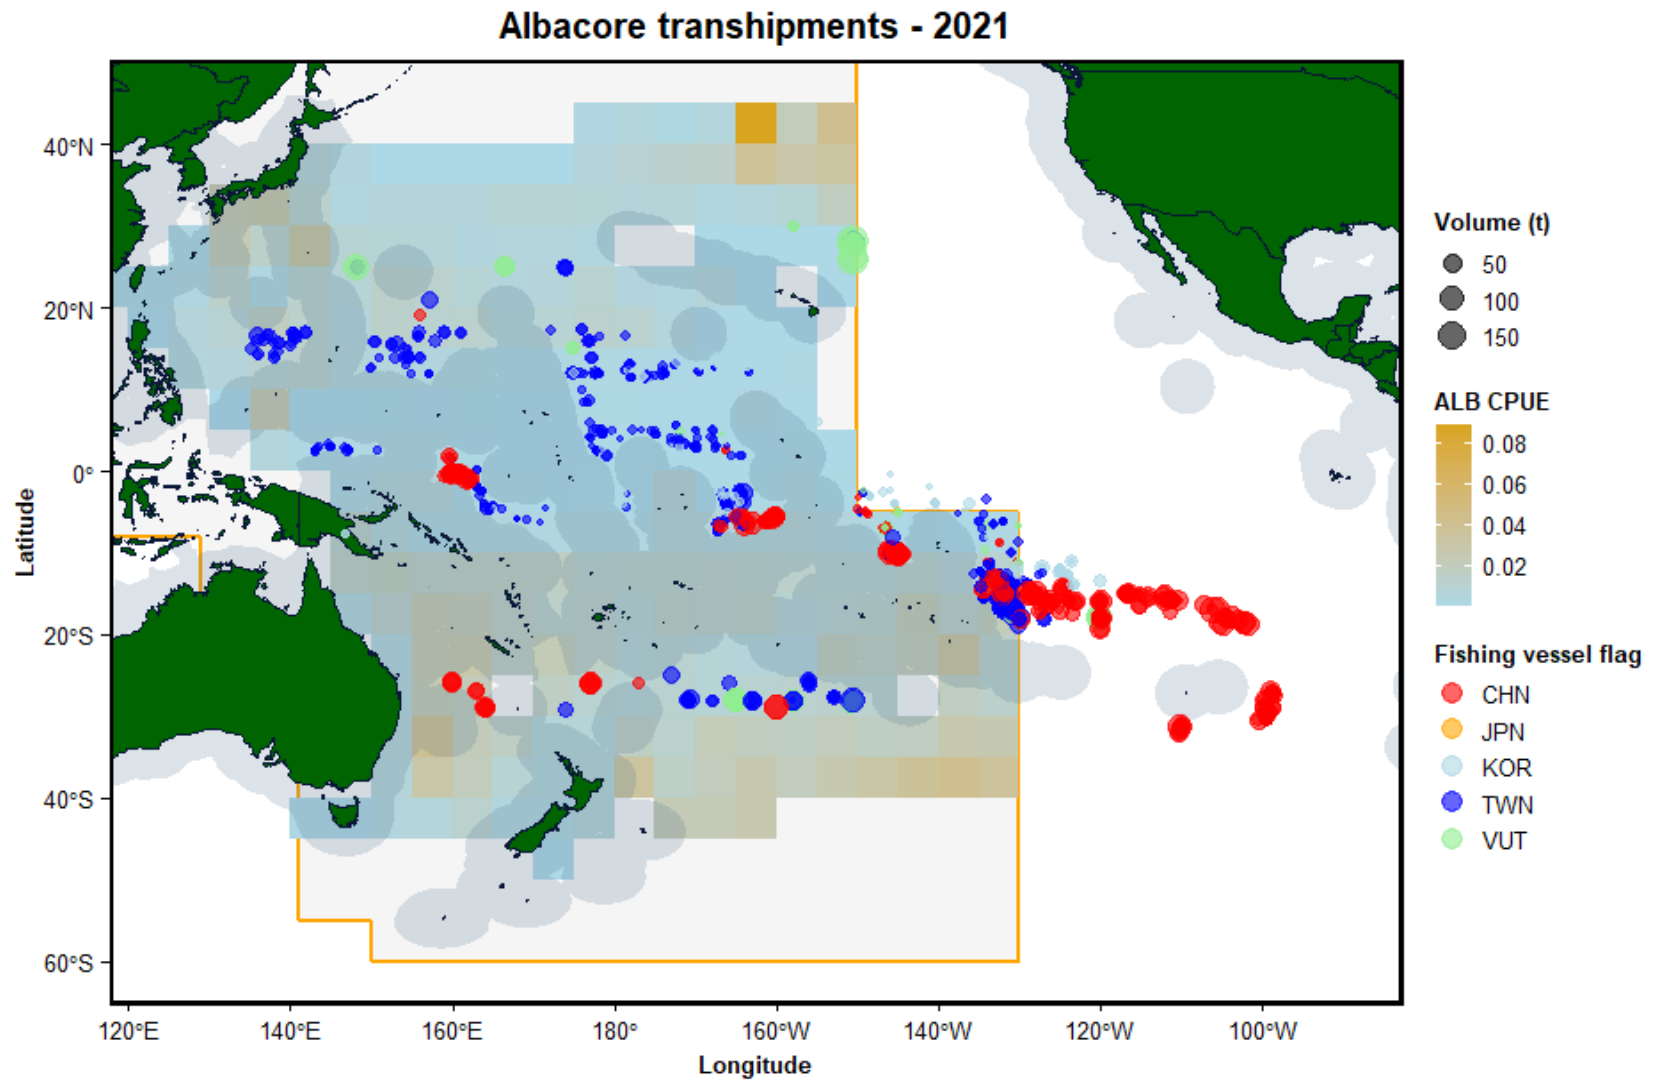 Albacore transhipments - 2021
40°N
20°N
0°
20°S
40°S
60°S
Latitude
120°E
140°E
160°E
180°
160°W
140°W
120°W
100°W
Longitude
Volume (t)
50
100
150
ALB CPUE
0.08
0.06
0.04
0.02
Fishing vessel flag
CHN
JPN
KOR
TWN
VUT